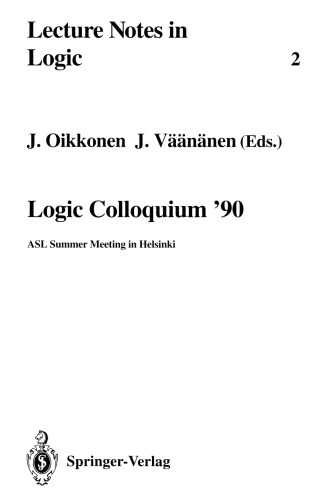 Lecture Notes in
Logic 2
J. Oikkonen J. Väänänen (Eds.)
Logic Colloquium ’90
ASL Summer Meeting in Helsinki
Springer-Verlag